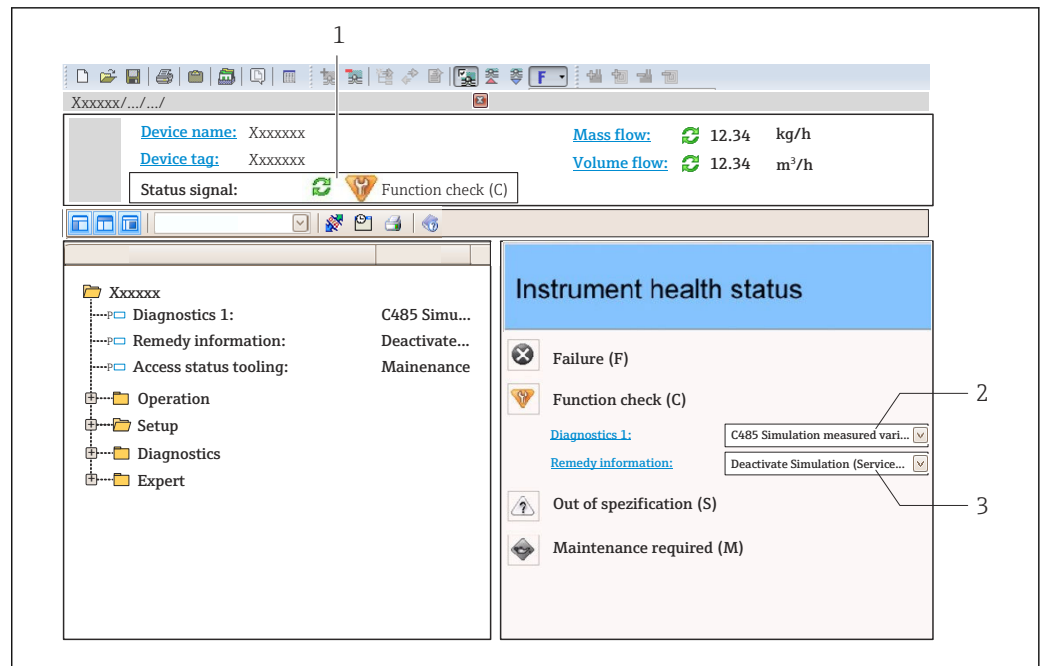 1
F
Xxxxxx/.../.../
Device name: Xxxxxxx
Mass flow: 12.34 kg/h
Device tag: Xxxxxxx
Volume flow: 12.34 m³/h
Status signal: Function check (C)
Xxxxxx
Instrument health status
P Diagnostics 1: C485 Simu...
P Remedy information: Deactivate...
P Access status tooling: Mainenance
Operation
Setup
Diagnostics
Expert
Failure (F)
Function check (C)
2
Diagnostics 1: C485 Simulation measured vari...
Remedy information: Deactivate Simulation (Service...
3
Out of spezification (S)
Maintenance required (M)